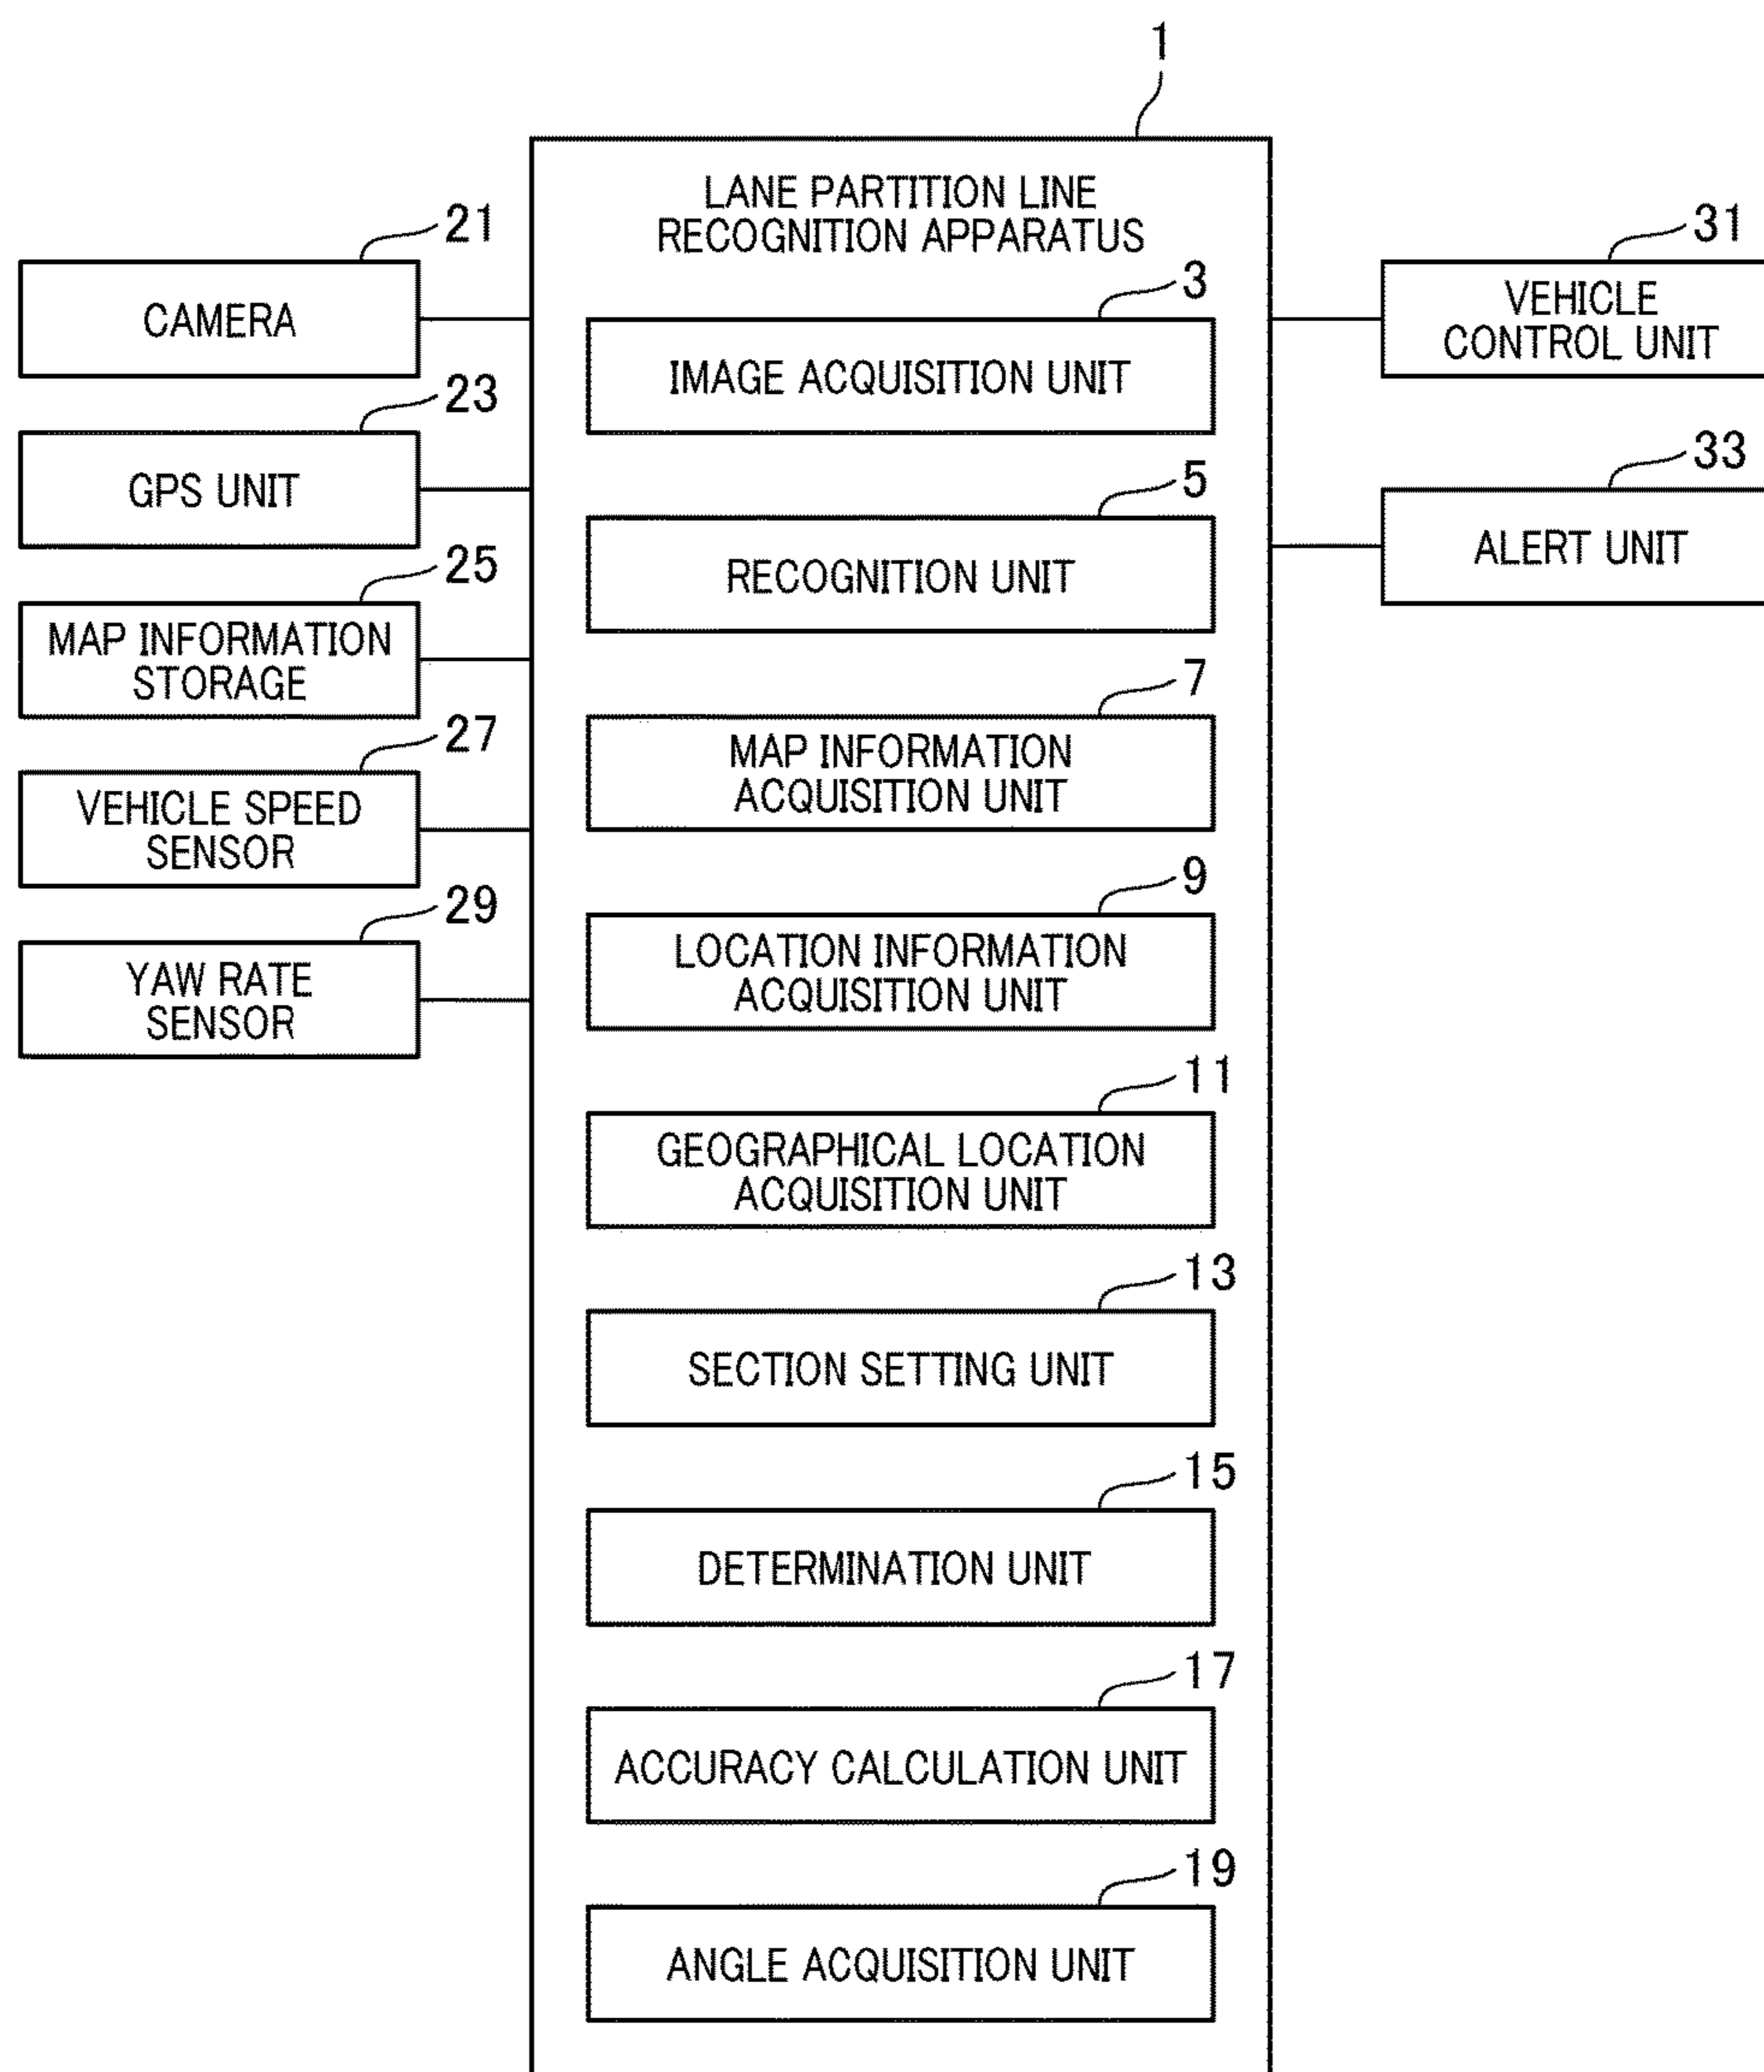 1
LANE PARTITION LINE
RECOGNITION APPARATUS
21
CAMERA
23
GPS UNIT
25
MAP INFORMATION
STORAGE
27
VEHICLE SPEED
SENSOR
29
YAW RATE
SENSOR
3
IMAGE ACQUISITION UNIT
5
RECOGNITION UNIT
7
MAP INFORMATION
ACQUISITION UNIT
9
LOCATION INFORMATION
ACQUISITION UNIT
11
GEOGRAPHICAL LOCATION
ACQUISITION UNIT
13
SECTION SETTING UNIT
15
DETERMINATION UNIT
17
ACCURACY CALCULATION UNIT
19
ANGLE ACQUISITION UNIT
31
VEHICLE
CONTROL UNIT
33
ALERT UNIT